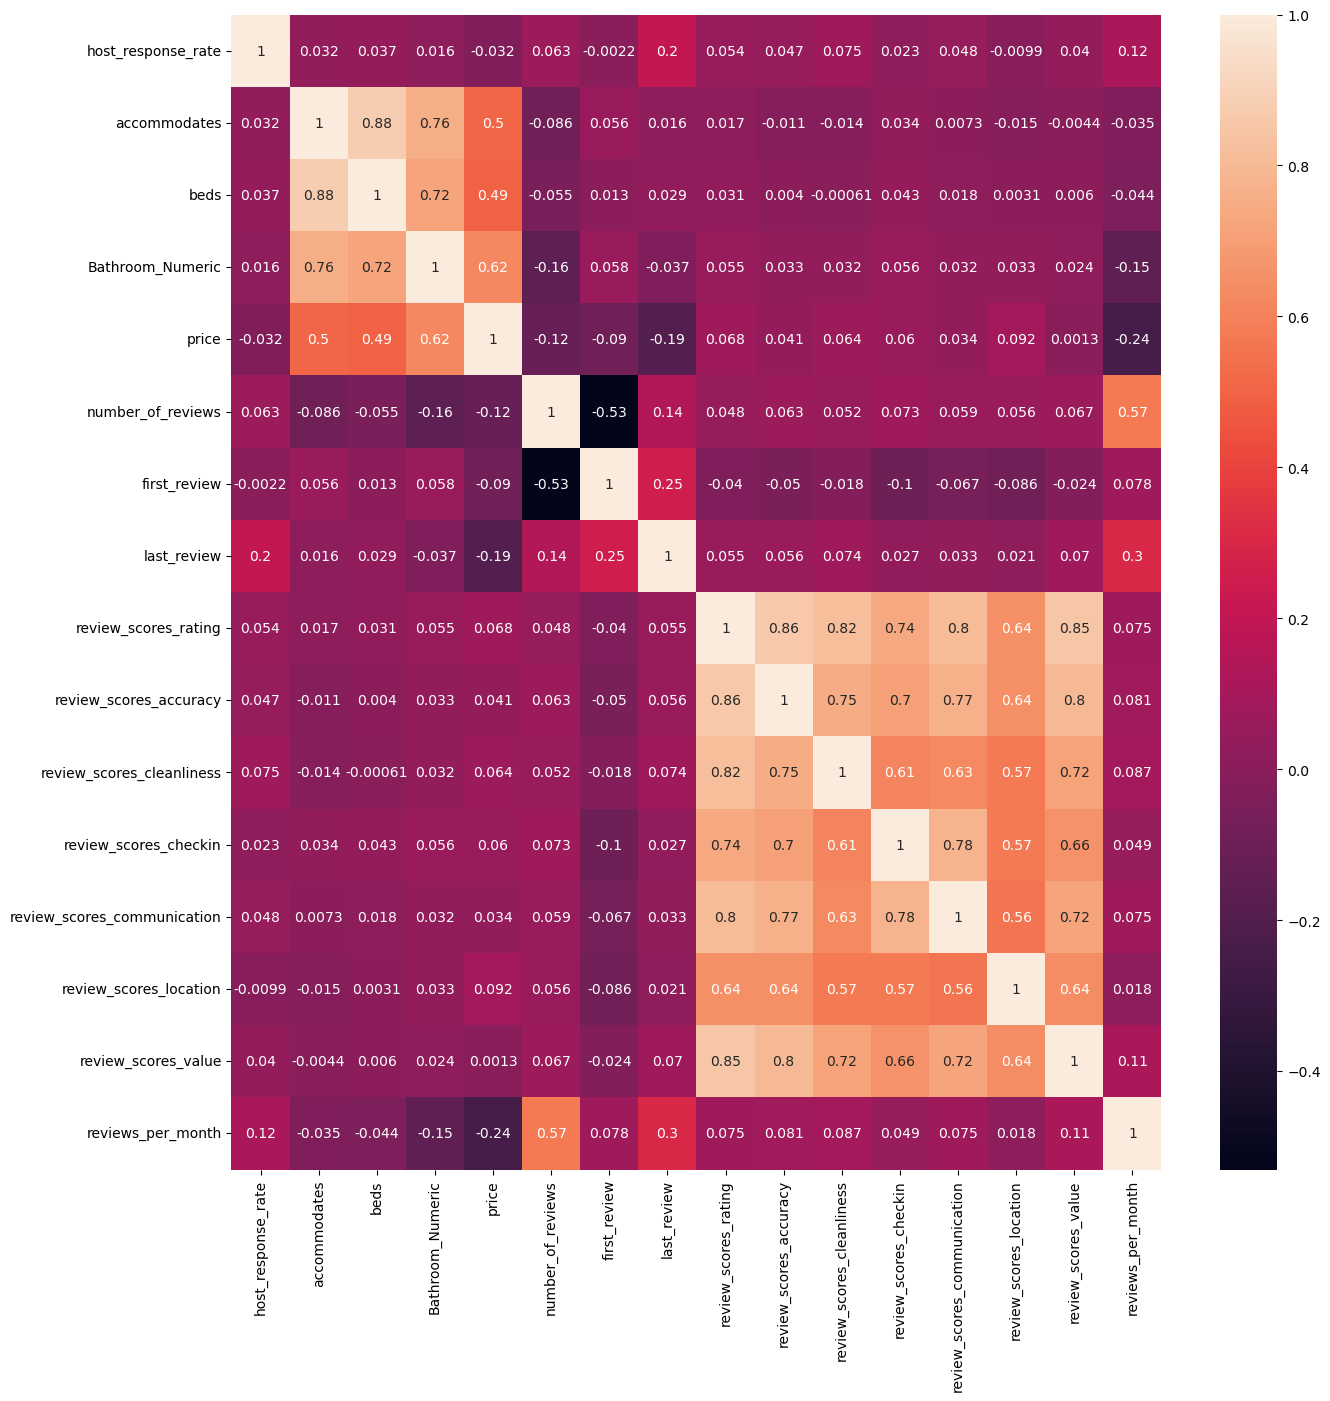 host_response_rate 1 0.032 0.037 0.016 -0.032 0.063 -0.0022 0.2 0.054 0.047 0.075 0.023 0.048 -0.0099 0.04 0.12
accommodates 0.032 1 0.88 0.76 0.5 -0.086 0.056 0.016 0.017 -0.011 -0.014 0.034 0.0073 -0.015 -0.0044 -0.035
beds 0.037 0.88 1 0.72 0.49 -0.055 0.013 0.029 0.031 0.004 -0.00061 0.043 0.018 0.0031 0.006 -0.044
Bathroom_Numeric 0.016 0.76 0.72 1 0.62 -0.16 0.058 -0.037 0.055 0.033 0.032 0.056 0.032 0.033 0.024 -0.15
price -0.032 0.5 0.49 0.62 1 -0.12 -0.09 -0.19 0.068 0.041 0.064 0.06 0.034 0.092 0.0013 -0.24
number_of_reviews 0.063 -0.086 -0.055 -0.16 -0.12 1 -0.53 0.14 0.048 0.063 0.052 0.073 0.059 0.056 0.067 0.57
first_review -0.0022 0.056 0.013 0.058 -0.09 -0.53 1 0.25 -0.04 -0.05 -0.018 -0.1 -0.067 -0.086 -0.024 0.078
last_review 0.2 0.016 0.029 -0.037 -0.19 0.14 0.25 1 0.055 0.056 0.074 0.027 0.033 0.021 0.07 0.3
review_scores_rating 0.054 0.017 0.031 0.055 0.068 0.048 -0.04 0.055 1 0.86 0.82 0.74 0.8 0.64 0.85 0.075
review_scores_accuracy 0.047 -0.011 0.004 0.033 0.041 0.063 -0.05 0.056 0.86 1 0.75 0.7 0.77 0.64 0.8 0.081
review_scores_cleanliness 0.075 -0.014 -0.00061 0.032 0.064 0.052 -0.018 0.074 0.82 0.75 1 0.61 0.63 0.57 0.72 0.087
review_scores_checkin 0.023 0.034 0.043 0.056 0.06 0.073 -0.1 0.027 0.74 0.7 0.61 1 0.78 0.57 0.66 0.049
review_scores_communication 0.048 0.0073 0.018 0.032 0.034 0.059 -0.067 0.033 0.8 0.77 0.63 0.78 1 0.56 0.72 0.075
review_scores_location -0.0099 -0.015 0.0031 0.033 0.092 0.056 -0.086 0.021 0.64 0.64 0.57 0.57 0.56 1 0.64 0.018
review_scores_value 0.04 -0.0044 0.006 0.024 0.0013 0.067 -0.024 0.07 0.85 0.8 0.72 0.66 0.72 0.64 1 0.11
reviews_per_month 0.12 -0.035 -0.044 -0.15 -0.24 0.57 0.078 0.3 0.075 0.081 0.087 0.049 0.075 0.018 0.11 1
host_response_rate
accommodates
beds
Bathroom_Numeric
price
number_of_reviews
first_review
last_review
review_scores_rating
review_scores_accuracy
review_scores_cleanliness
review_scores_checkin
review_scores_communication
review_scores_location
review_scores_value
reviews_per_month
1.0
0.8
0.6
0.4
0.2
0.0
−0.2
−0.4